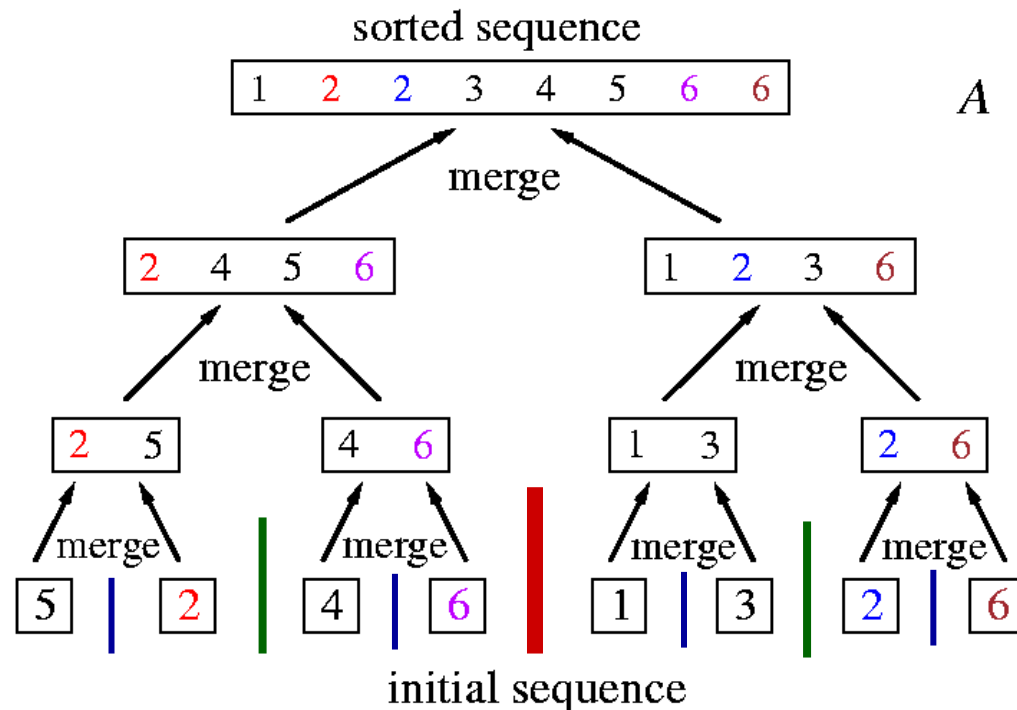 sorted sequence
1 2 2 3 4 5 6 6
A
merge
2 4 5 6
1 2 3 6
merge
merge
2 5
4 6
1 3
2 6
merge
merge
merge
merge
5 2 4 6 1 3 2 6
initial sequence